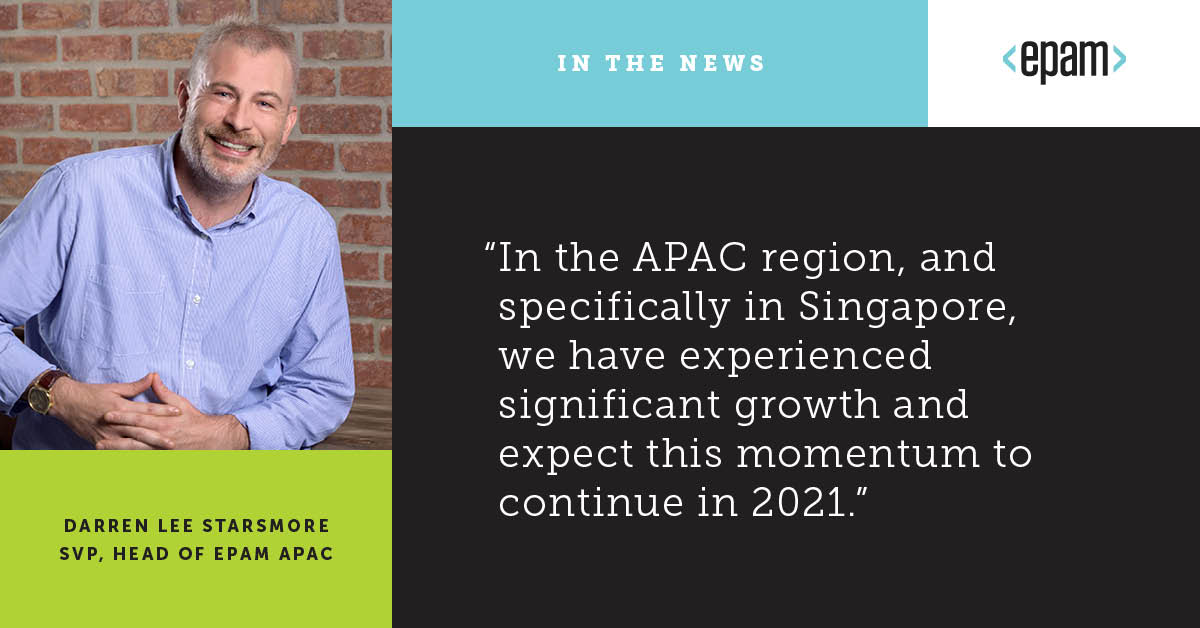 IN THE NEWS
<epam>
“In the APAC region, and
specifically in Singapore,
we have experienced
significant growth and
expect this momentum to
continue in 2021.”
DARREN LEE STARSMORE
SVP, HEAD OF EPAM APAC